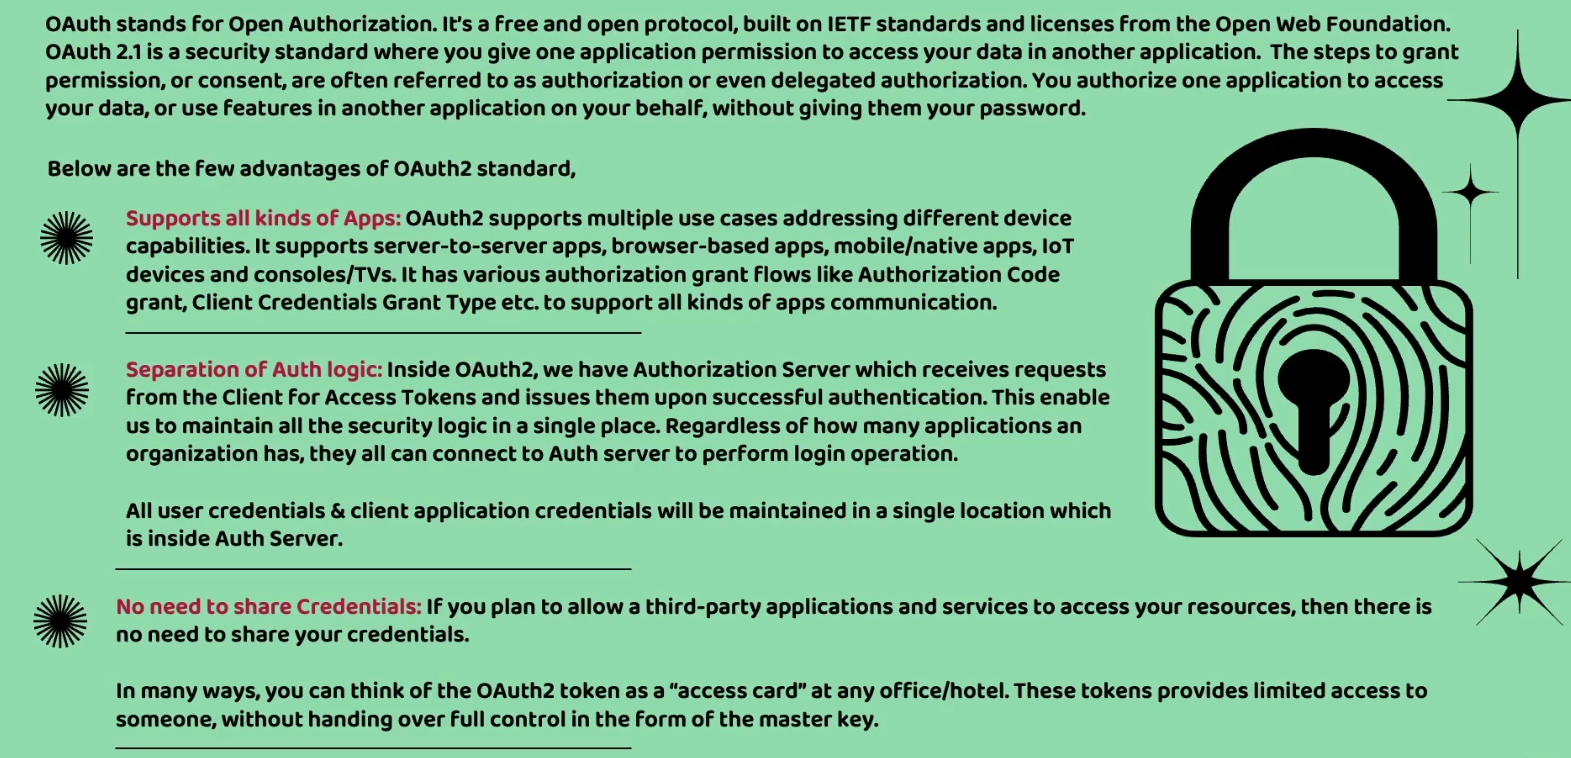 OAuth stands for Open Authorization. It's a free and open protocol, built on IETF standards and licenses from the Open Web Foundation.
OAuth 2.1 is a security standard where you give one application permission to access your data in another application. The steps to grant
permission, or consent, are often referred to as authorization or even delegated authorization. You authorize one application to access
your data, or use features in another application on your behalf, without giving them your password.
Below are the few advantages of OAuth2 standard,
Supports all kinds of Apps: OAuth2 supports multiple use cases addressing different device
capabilities. It supports server-to-server apps, browser-based apps, mobile/native apps, IoT
devices and consoles/TVs. It has various authorization grant flows like Authorization Code
grant, Client Credentials Grant Type etc. to support all kinds of apps communication.
Separation of Auth logic: Inside OAuth2, we have Authorization Server which receives requests
from the Client for Access Tokens and issues them upon successful authentication. This enable
us to maintain all the security logic in a single place. Regardless of how many applications an
organization has, they all can connect to Auth server to perform login operation.
All user credentials & client application credentials will be maintained in a single location which
is inside Auth Server.
No need to share Credentials: If you plan to allow a third-party applications and services to access your resources, then there is
no need to share your credentials.
In many ways, you can think of the OAuth2 token as a “access card” at any office/hotel. These tokens provides limited access to
someone, without handing over full control in the form of the master key.